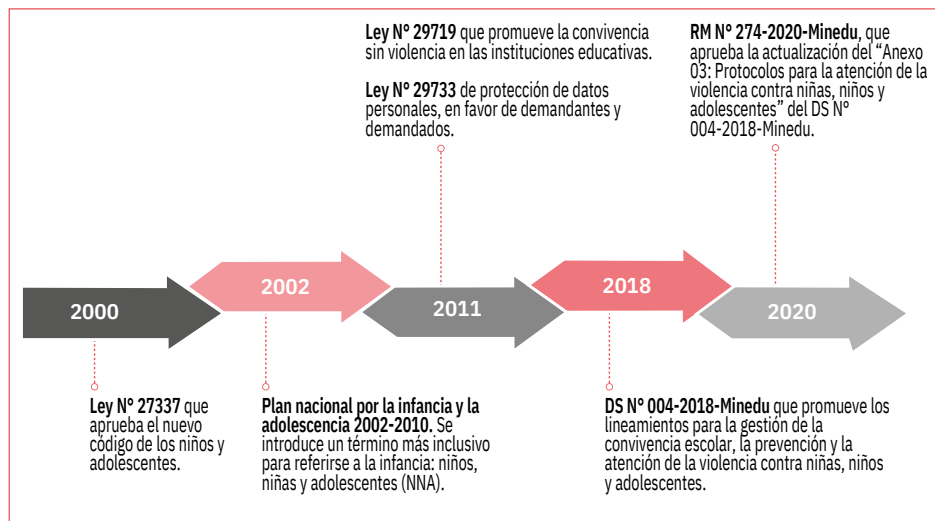 Ley N° 29719 que promueve la convivencia
sin violencia en las instituciones educativas.
Ley N° 29733 de protección de datos
personales, en favor de demandantes y
demandados.
RM N° 274-2020-Minedu, que
aprueba la actualización del “Anexo
03: Protocolos para la atención de la
violencia contra niñas, niños y
adolescentes” del DS N°
004-2018-Minedu.
2000
2002
2011
2018
2020
Ley N° 27337 que
aprueba el nuevo
código de los niños y
adolescentes.
Plan nacional por la infancia y la
adolescencia 2002-2010. Se
introduce un término más inclusivo
para referirse a la infancia: niños,
niñas y adolescentes (NNA).
DS N° 004-2018-Minedu que promueve los
lineamientos para la gestión de la
convivencia escolar, la prevención y la
atención de la violencia contra niñas, niños
y adolescentes.